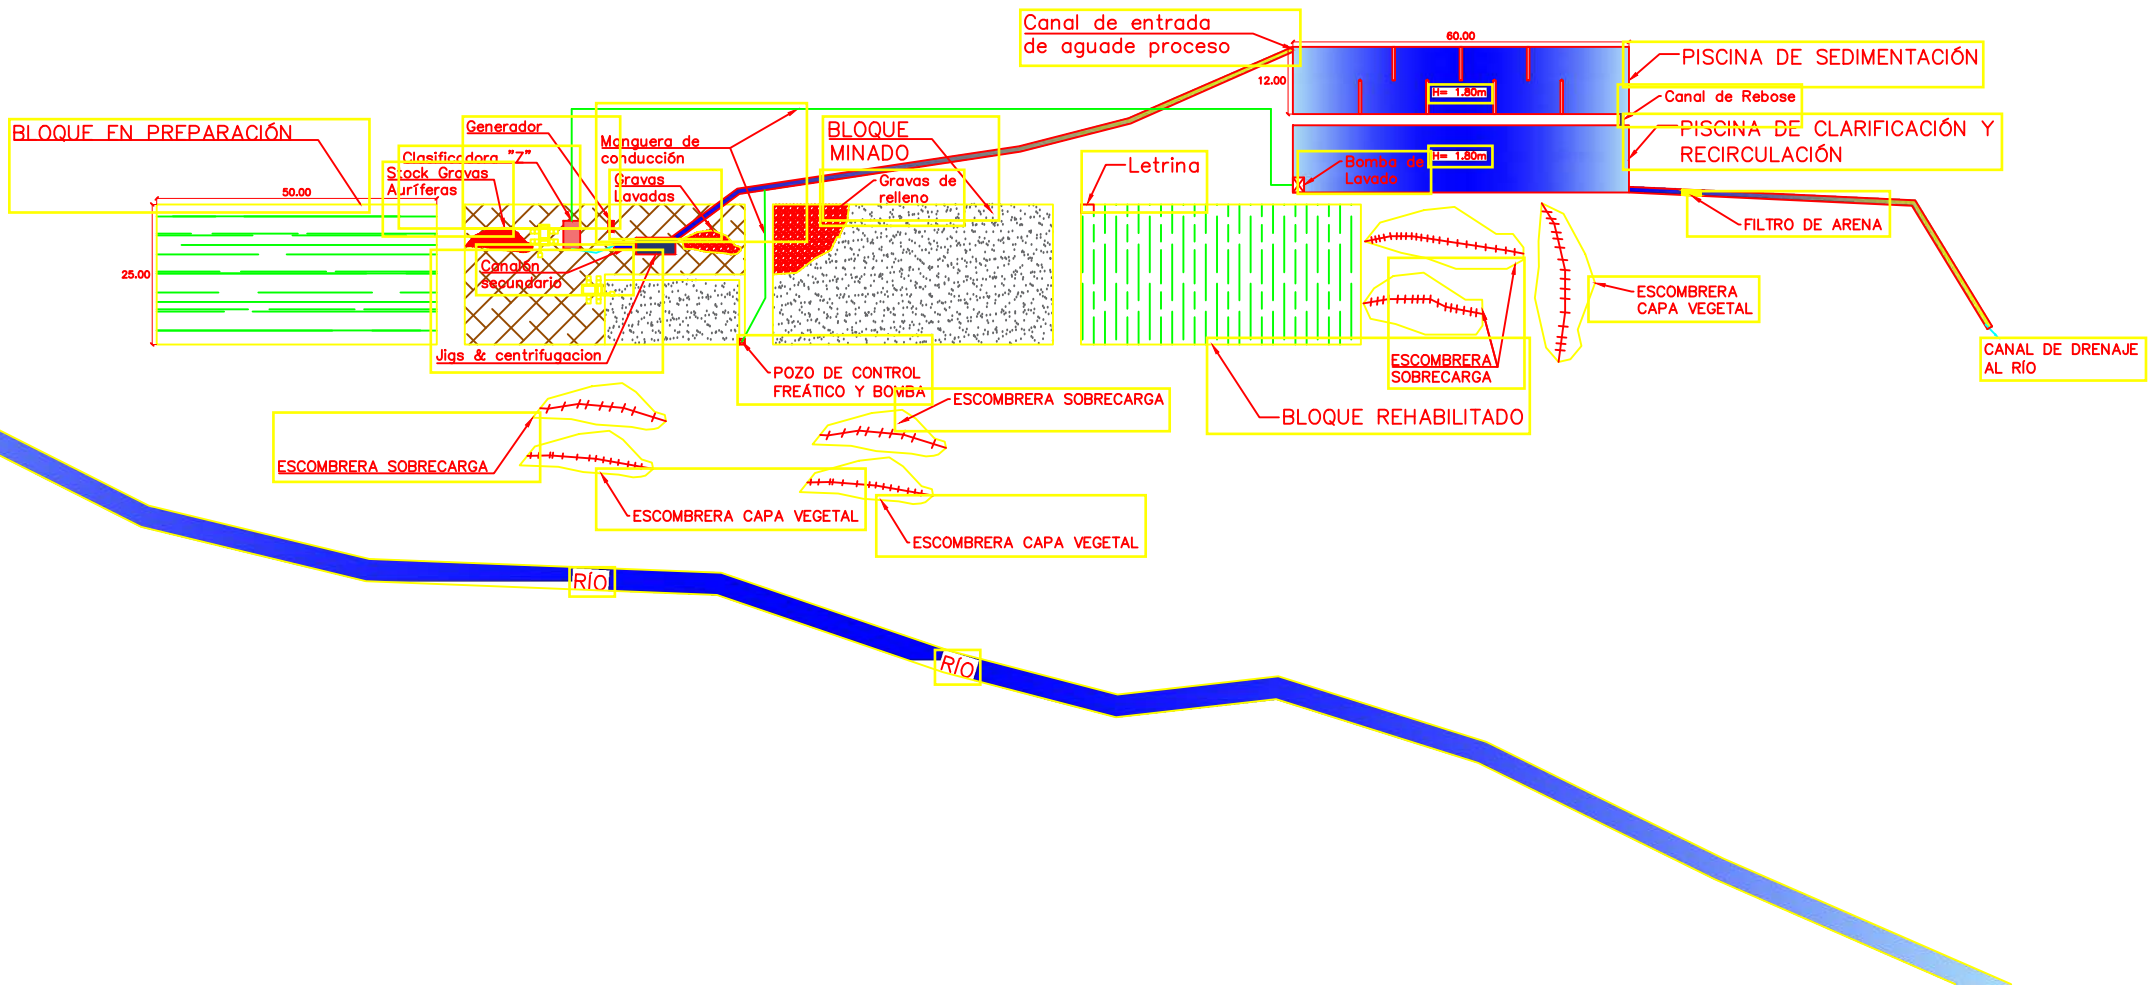 Canal de entrada
de aguade proceso
60.00
12.00
H= 1.80m
PISCINA DE SEDIMENTACIÓN
Canal de Rebose
PISCINA DE CLARIFICACIÓN Y
RECIRCULACIÓN
H= 1.80m
Bomba de
Lavado
FILTRO DE ARENA
BLOQUE EN PREPARACIÓN
50.00
25.00
Generador
Clasificadora "Z"
Stock Gravas
Auríferas
Manguera de
conducción
Gravas
Lavadas
BLOQUE
MINADO
Gravas de
relleno
Letrina
Canalón
secundario
Jigs & centrifugacion
POZO DE CONTROL
FREÁTICO Y BOMBA
ESCOMBRERA
SOBRECARGA
ESCOMBRERA
CAPA VEGETAL
CANAL DE DRENAJE
AL RÍO
BLOQUE REHABILITADO
ESCOMBRERA SOBRECARGA
ESCOMBRERA SOBRECARGA
ESCOMBRERA CAPA VEGETAL
ESCOMBRERA CAPA VEGETAL
RÍO
RÍO